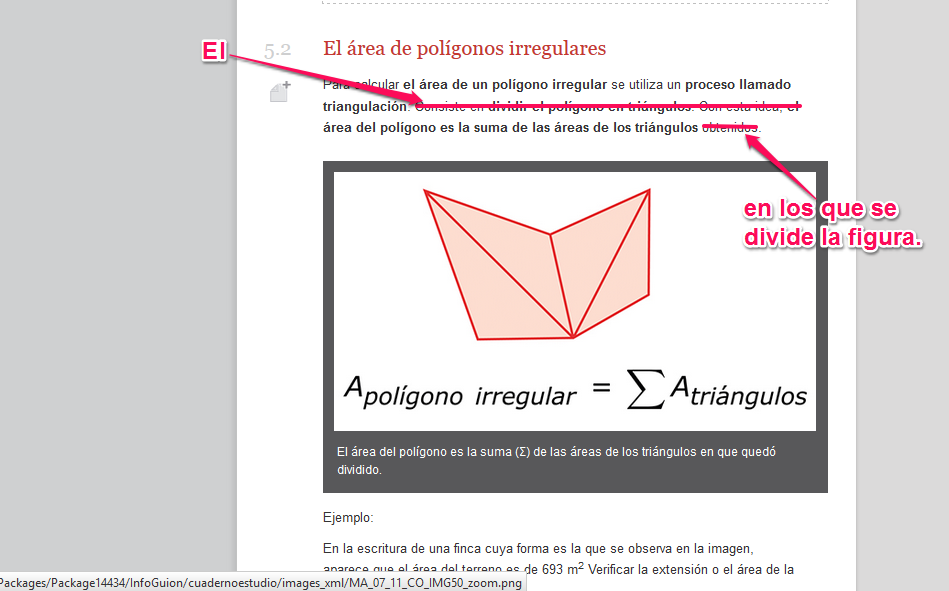 5.2 El área de polígonos irregulares
El
Para calcular el área de un polígono irregular se utiliza un proceso llamado
triangulación. Consiste en dividir el polígono en triángulos. Con esta idea, el
área del polígono es la suma de las áreas de los triángulos obtenidos.
en los que se
divide la figura.
A polígono irregular = ∑ A triángulos
El área del polígono es la suma (Σ) de las áreas de los triángulos en que quedó
dividido.
Ejemplo:
En la escritura de una finca cuya forma es la que se observa en la imagen,
aparece que el área del terreno es de 693 m² Verificar la extensión o el área de la
Packages/Package14434/InfoGuion/cuadernoestudio/images_xml/MA_07_11_CO_IMG50_zoom.png